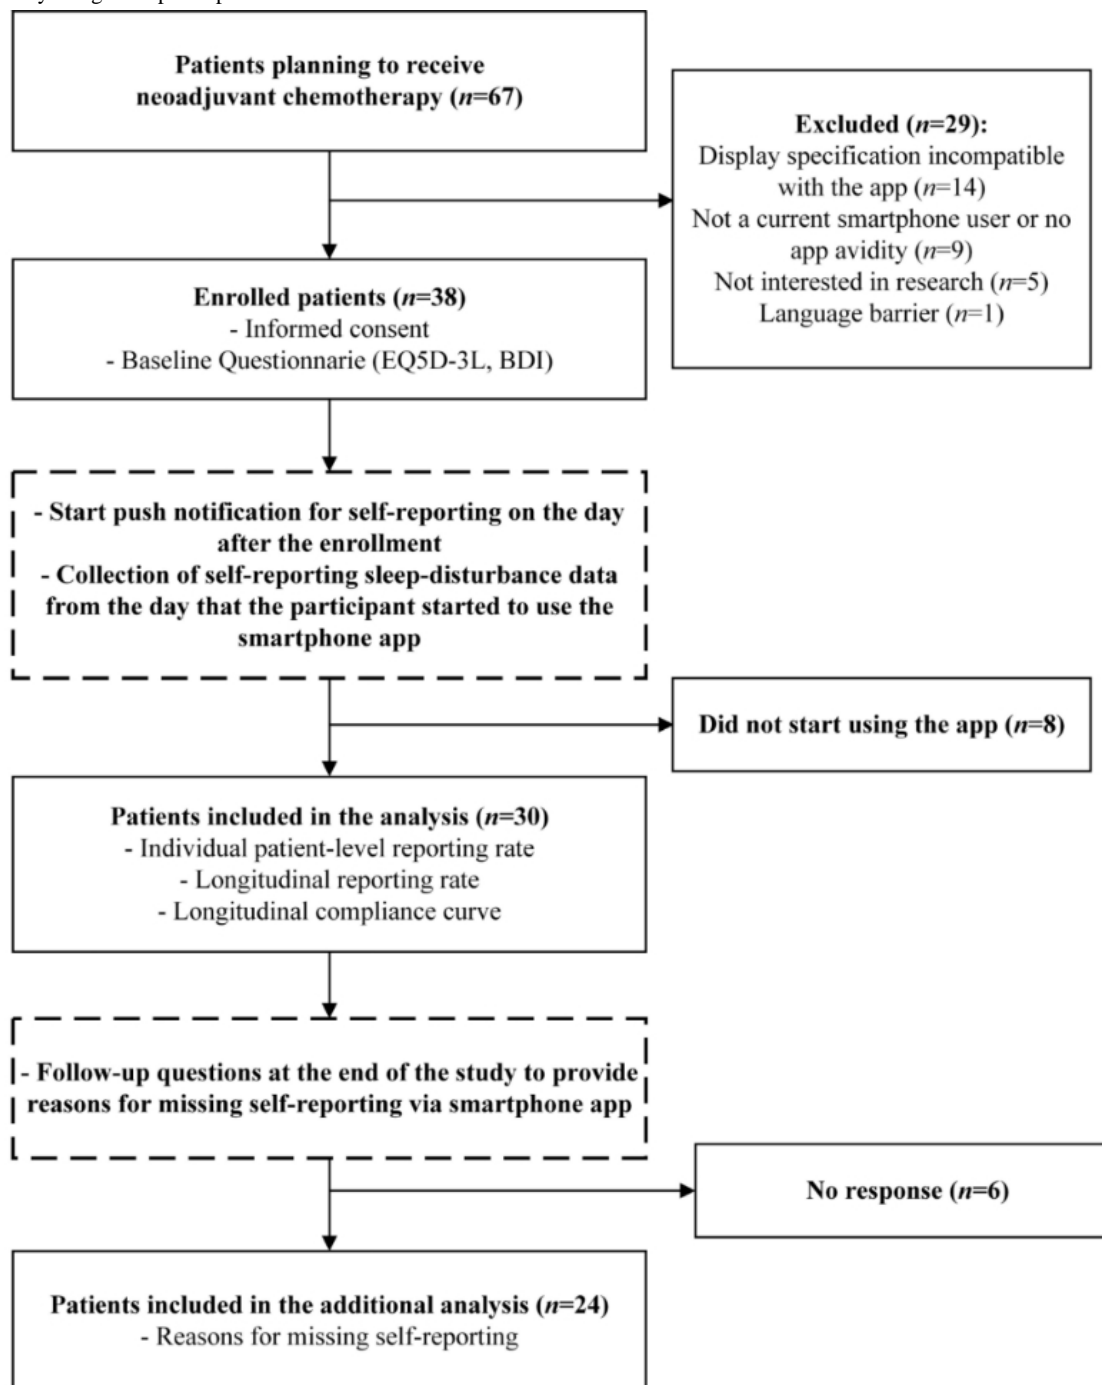 Patients planning to receive
neoadjuvant chemotherapy (n=67)
Excluded (n=29):
Display specification incompatible
with the app (n=14)
Not a current smartphone user or no
app avidity (n=9)
Not interested in research (n=5)
Language barrier (n=1)
Enrolled patients (n=38)
- Informed consent
- Baseline Questionnarie (EQ5D-3L, BDI)
- Start push notification for self-reporting on the day
after the enrollment
- Collection of self-reporting sleep-disturbance data
from the day that the participant started to use the
smartphone app
Did not start using the app (n=8)
Patients included in the analysis (n=30)
- Individual patient-level reporting rate
- Longitudinal reporting rate
- Longitudinal compliance curve
- Follow-up questions at the end of the study to provide
reasons for missing self-reporting via smartphone app
No response (n=6)
Patients included in the additional analysis (n=24)
- Reasons for missing self-reporting